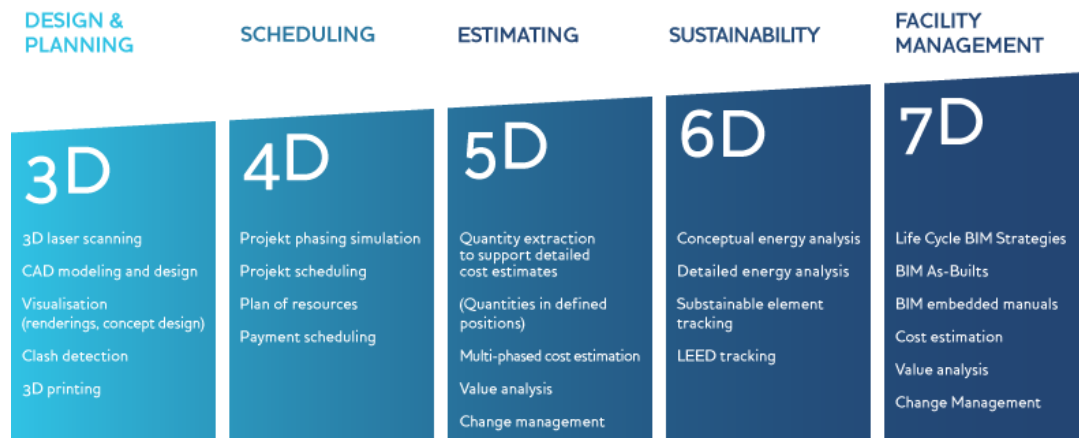 DESIGN &
PLANNING
3D
3D laser scanning
CAD modeling and design
Visualisation
(renderings, concept design)
Clash detection
3D printing
SCHEDULING
4D
Projekt phasing simulation
Projekt scheduling
Plan of resources
Payment scheduling
ESTIMATING
5D
Quantity extraction
to support detailed
cost estimates
(Quantities in defined
positions)
Multi-phased cost estimation
Value analysis
Change management
SUSTAINABILITY
6D
Conceptual energy analysis
Detailed energy analysis
Substainable element
tracking
LEED tracking
FACILITY
MANAGEMENT
7D
Life Cycle BIM Strategies
BIM As-Builts
BIM embedded manuals
Cost estimation
Value analysis
Change Management